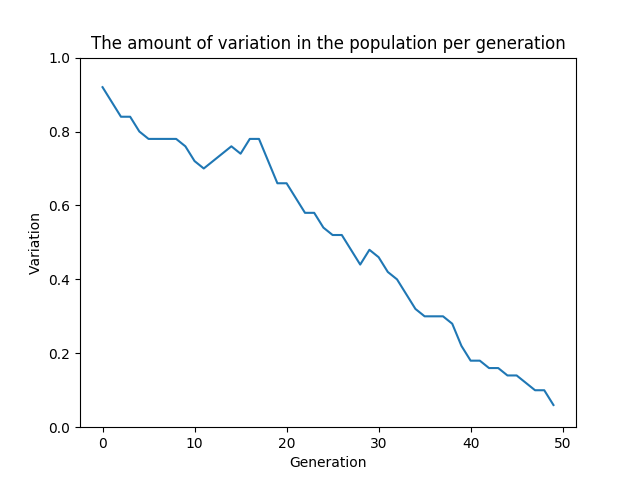 The amount of variation in the population per generation
1.0
0.8
0.6
0.4
0.2
0.0
Variation
0 10 20 30 40 50
Generation